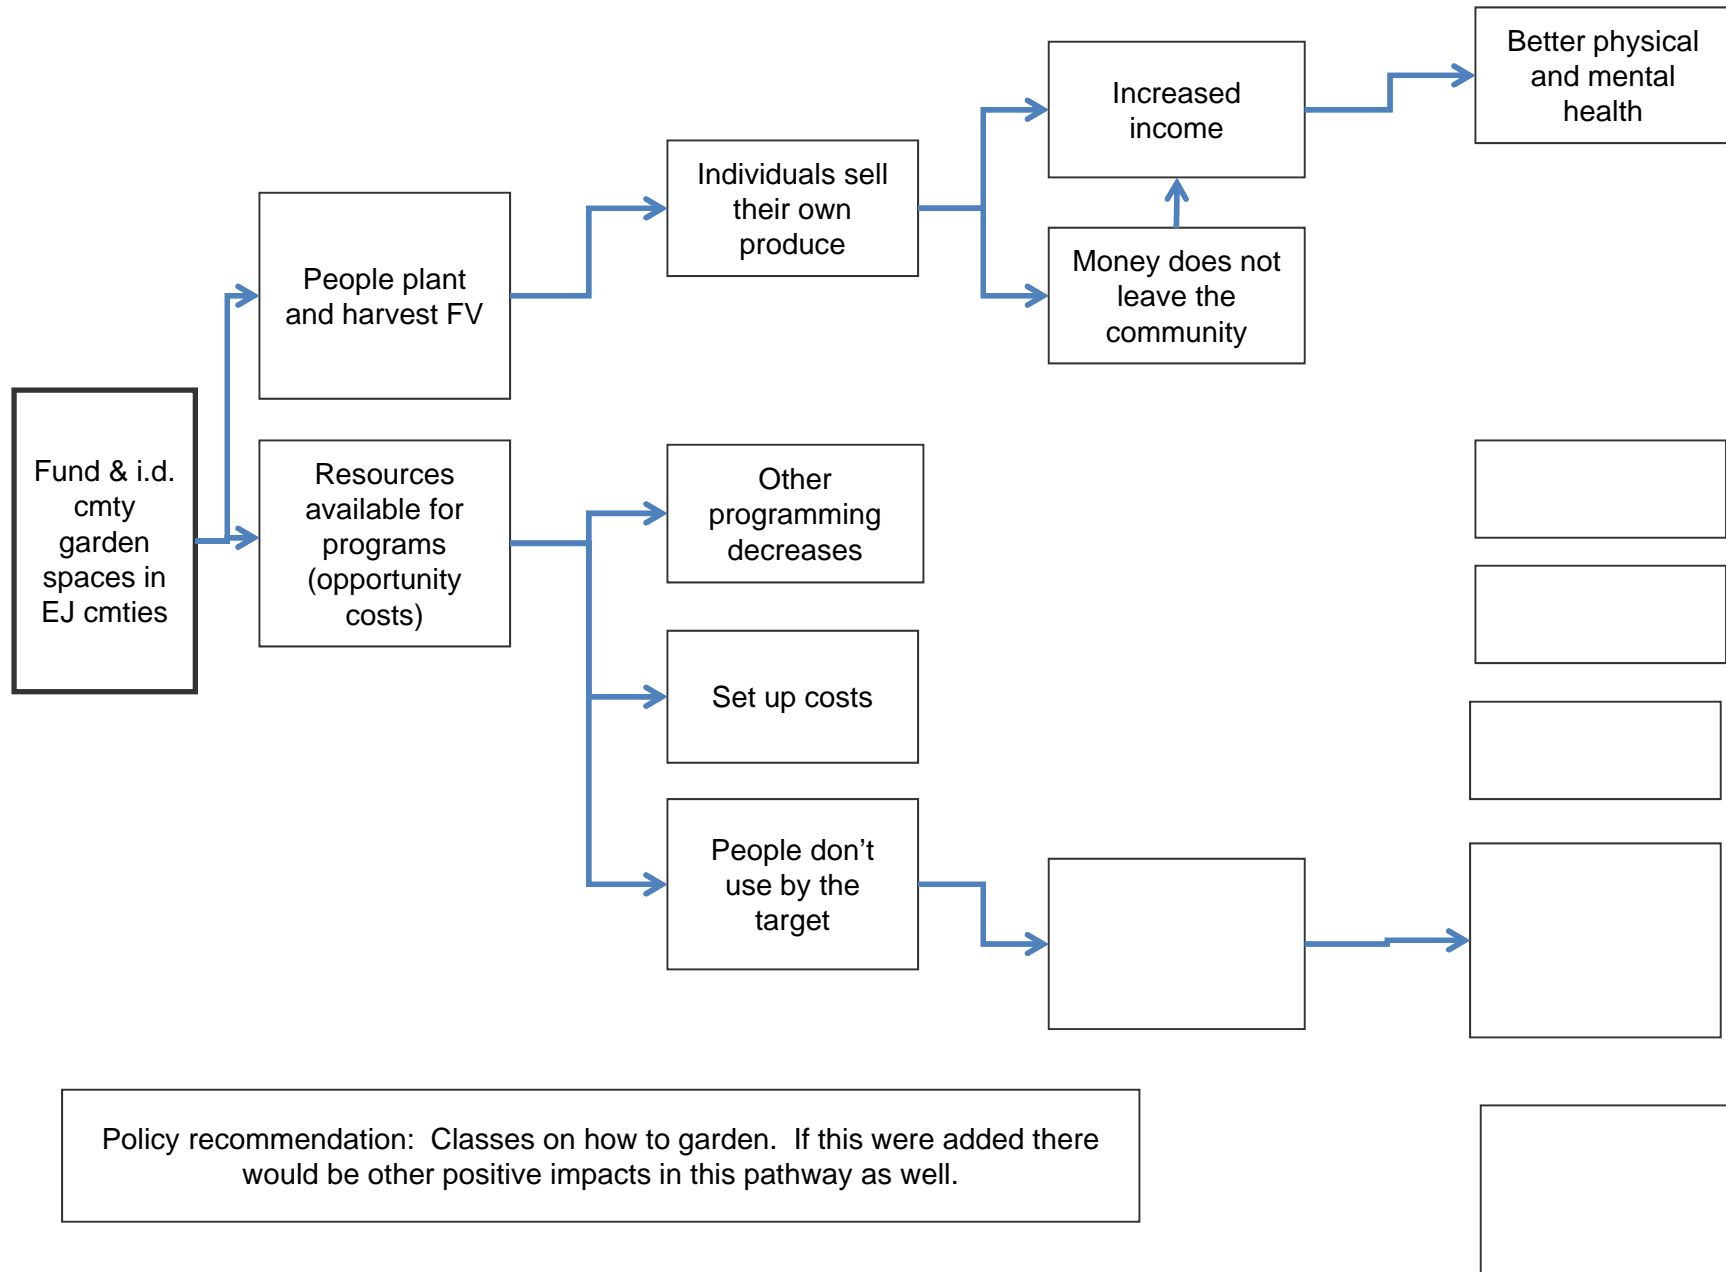 Better physical
and mental
health
Increased
income
Individuals sell
their own
produce
Money does not
leave the
community
People plant
and harvest FV
Fund & i.d.
cmty
garden
spaces in
EJ cmties
Resources
available for
programs
(opportunity
costs)
Other
programming
decreases
Set up costs
People don’t
use by the
target
Policy recommendation:  Classes on how to garden.  If this were added there
would be other positive impacts in this pathway as well.